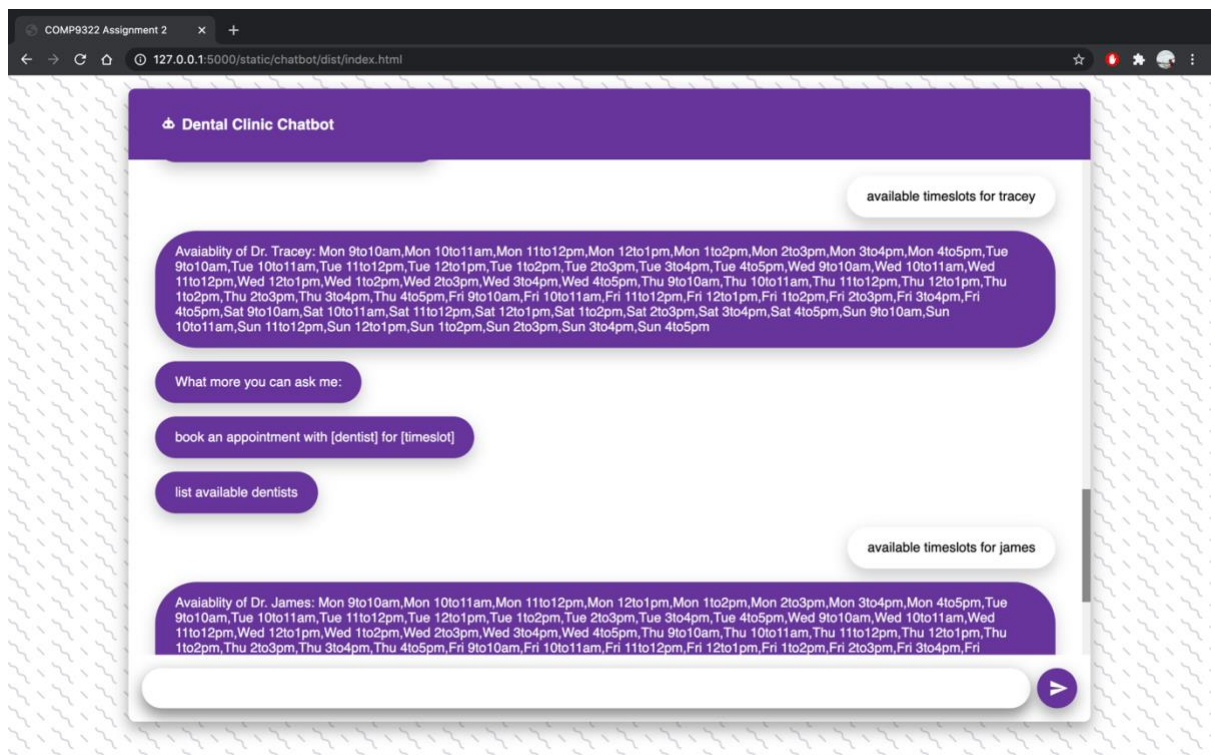 COMP9322 Assignment 2
127.0.0.1:5000/static/chatbot/dist/index.html
Dental Clinic Chatbot
available timeslots for tracey
Avaiablity of Dr. Tracey: Mon 9to10am,Mon 10to11am,Mon 11to12pm,Mon 12to1pm,Mon 1to2pm,Mon 2to3pm,Mon 3to4pm,Mon 4to5pm,Tue
9to10am,Tue 10to11am,Tue 11to12pm,Tue 12to1pm,Tue 1to2pm,Tue 2to3pm,Tue 3to4pm,Tue 4to5pm,Wed 9to10am,Wed 10to11am,Wed
11to12pm,Wed 12to1pm,Wed 1to2pm,Wed 2to3pm,Wed 3to4pm,Wed 4to5pm,Thu 9to10am,Thu 10to11am,Thu 11to12pm,Thu 12to1pm,Thu
1to2pm,Thu 2to3pm,Thu 3to4pm,Thu 4to5pm,Fri 9to10am,Fri 10to11am,Fri 11to12pm,Fri 12to1pm,Fri 1to2pm,Fri 2to3pm,Fri 3to4pm,Fri
4to5pm,Sat 9to10am,Sat 10to11am,Sat 11to12pm,Sat 12to1pm,Sat 1to2pm,Sat 2to3pm,Sat 3to4pm,Sat 4to5pm,Sun 9to10am,Sun
10to11am,Sun 11to12pm,Sun 12to1pm,Sun 1to2pm,Sun 2to3pm,Sun 3to4pm,Sun 4to5pm
What more you can ask me:
book an appointment with [dentist] for [timeslot]
list available dentists
available timeslots for james
Avaiablity of Dr. James: Mon 9to10am,Mon 10to11am,Mon 11to12pm,Mon 12to1pm,Mon 1to2pm,Mon 2to3pm,Mon 3to4pm,Mon 4to5pm,Tue
9to10am,Tue 10to11am,Tue 11to12pm,Tue 12to1pm,Tue 1to2pm,Tue 2to3pm,Tue 3to4pm,Tue 4to5pm,Wed 9to10am,Wed 10to11am,Wed
11to12pm,Wed 12to1pm,Wed 1to2pm,Wed 2to3pm,Wed 3to4pm,Wed 4to5pm,Thu 9to10am,Thu 10to11am,Thu 11to12pm,Thu 12to1pm,Thu
1to2pm,Thu 2to3pm,Thu 3to4pm,Thu 4to5pm,Fri 9to10am,Fri 10to11am,Fri 11to12pm,Fri 12to1pm,Fri 1to2pm,Fri 2to3pm,Fri 3to4pm,Fri